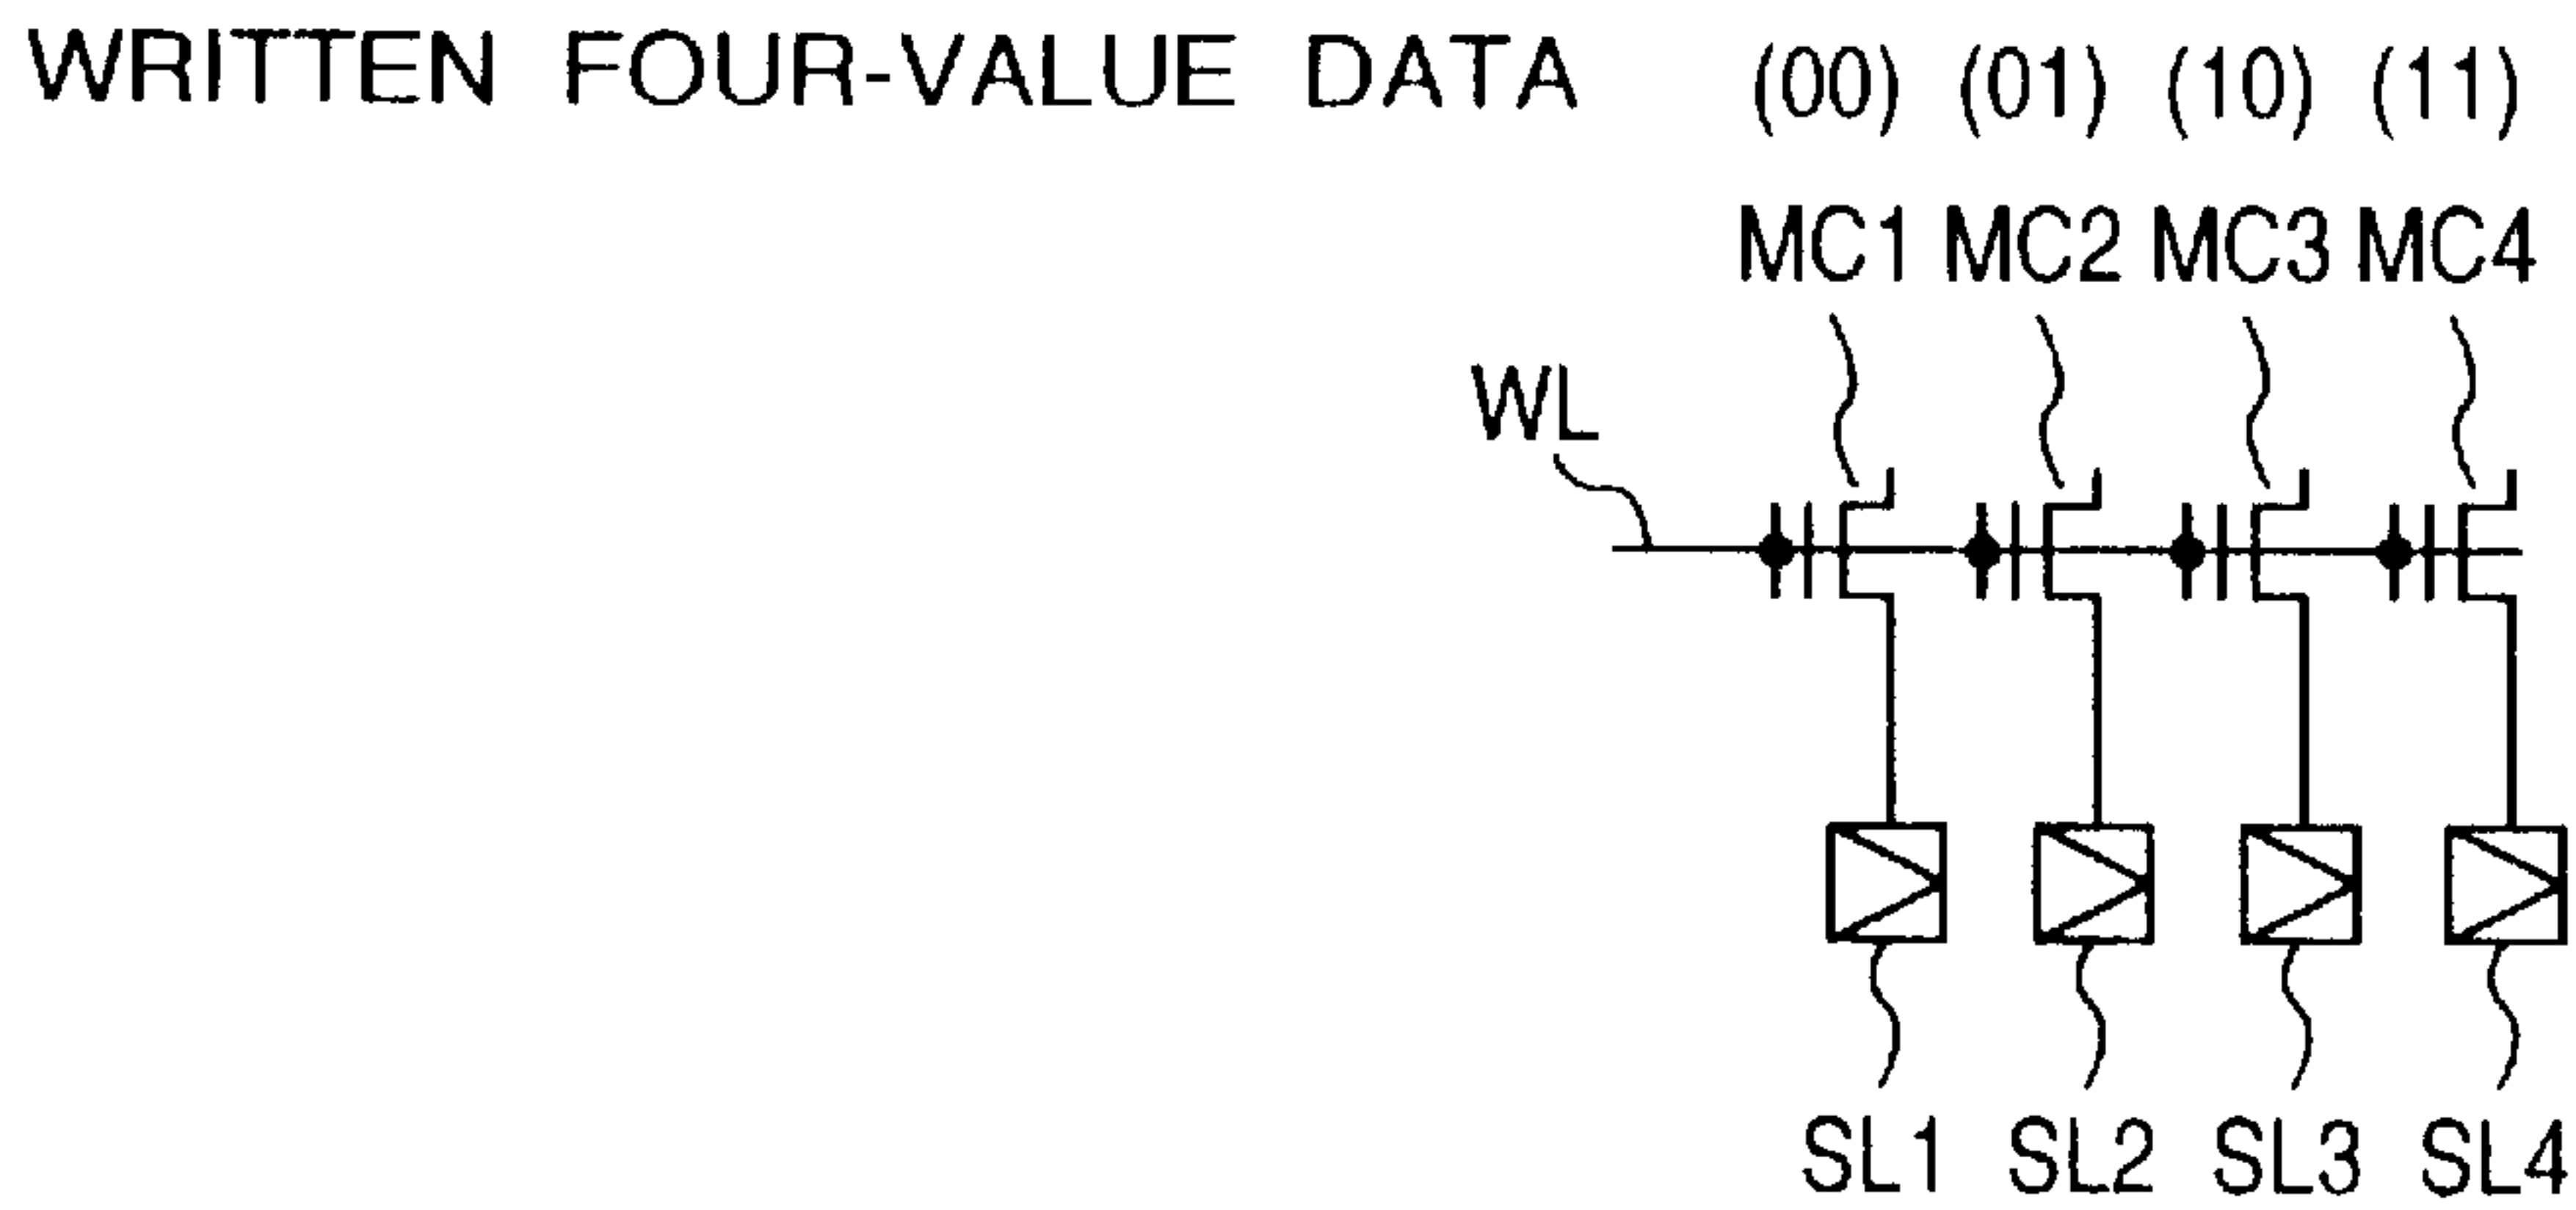 WRITTEN FOUR-VALUE DATA (00) (01) (10) (11)
MC1 MC2 MC3 MC4
WL
SL1 SL2 SL3 SL4